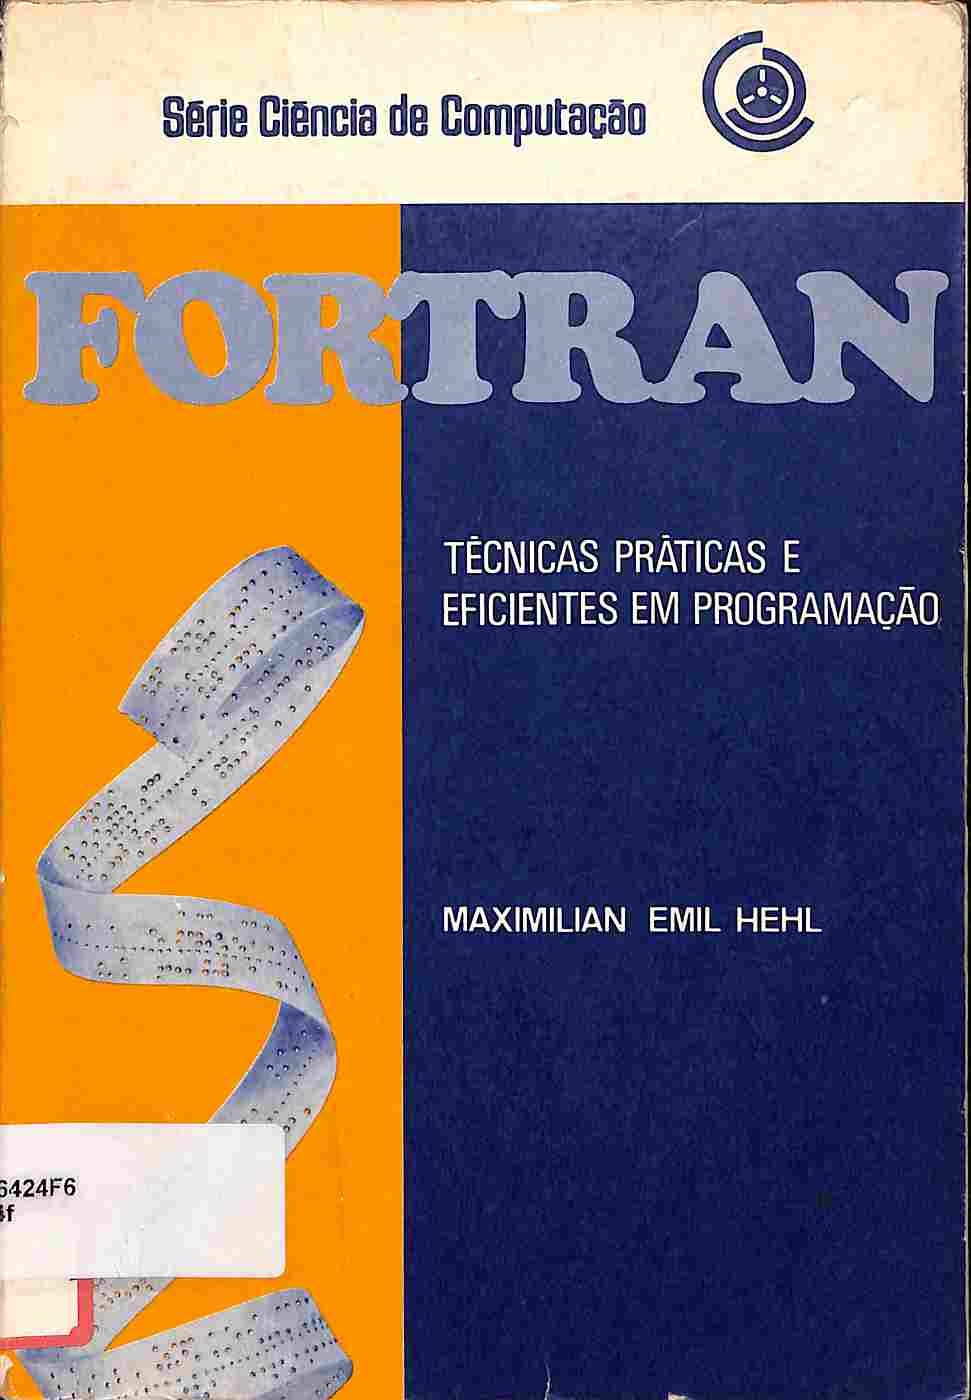 Série Ciência de Computação
FORTRAN
TÉCNICAS PRÁTICAS E
EFICIENTES EM PROGRAMAÇÃO
MAXIMILIAN EMIL HEHL
6424F6